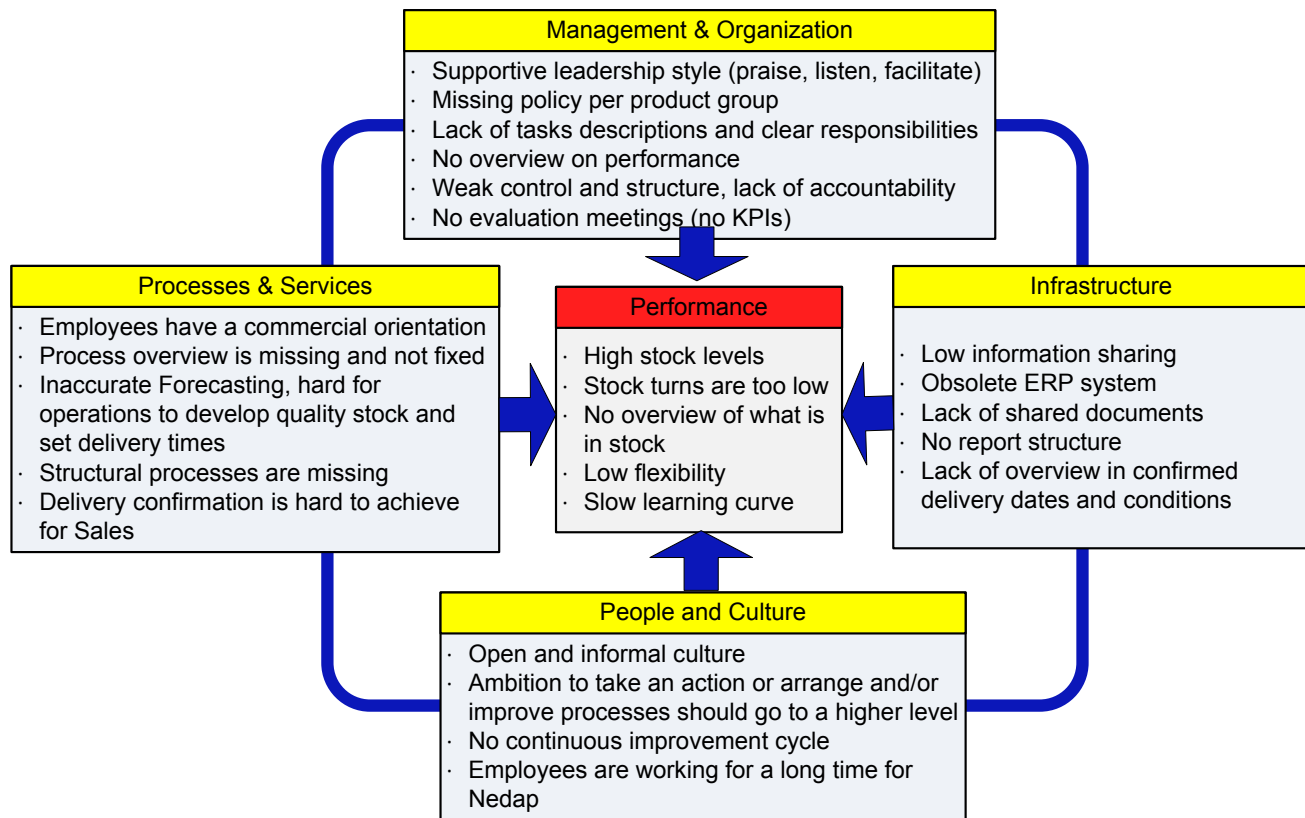 Management & Organization
· Supportive leadership style (praise, listen, facilitate)
· Missing policy per product group
· Lack of tasks descriptions and clear responsibilities
· No overview on performance
· Weak control and structure, lack of accountability
· No evaluation meetings (no KPIs)
Processes & Services
· Employees have a commercial orientation
· Process overview is missing and not fixed
· Inaccurate Forecasting, hard for
operations to develop quality stock and
set delivery times
· Structural processes are missing
· Delivery confirmation is hard to achieve
for Sales
Performance
· High stock levels
· Stock turns are too low
· No overview of what is
in stock
· Low flexibility
· Slow learning curve
Infrastructure
· Low information sharing
· Obsolete ERP system
· Lack of shared documents
· No report structure
· Lack of overview in confirmed
delivery dates and conditions
People and Culture
· Open and informal culture
· Ambition to take an action or arrange and/or
improve processes should go to a higher level
· No continuous improvement cycle
· Employees are working for a long time for
Nedap